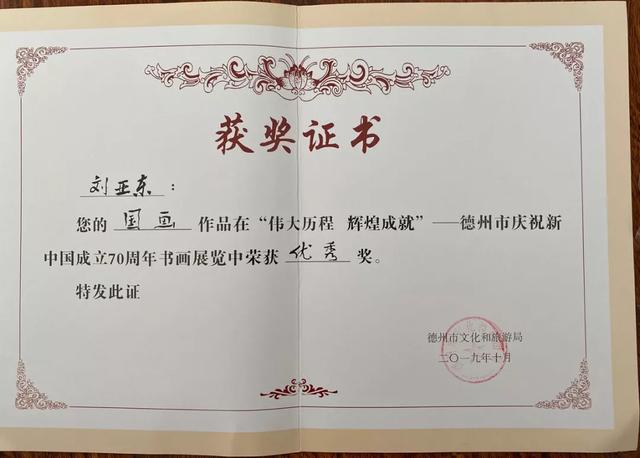 获奖证书
刘亚东：
您的 国画 作品在“伟大历程 辉煌成就”——德州市庆祝新
中国成立70周年书画展览中荣获 优秀 奖。
特发此证
德州市文化和旅游局
二〇一九年十月